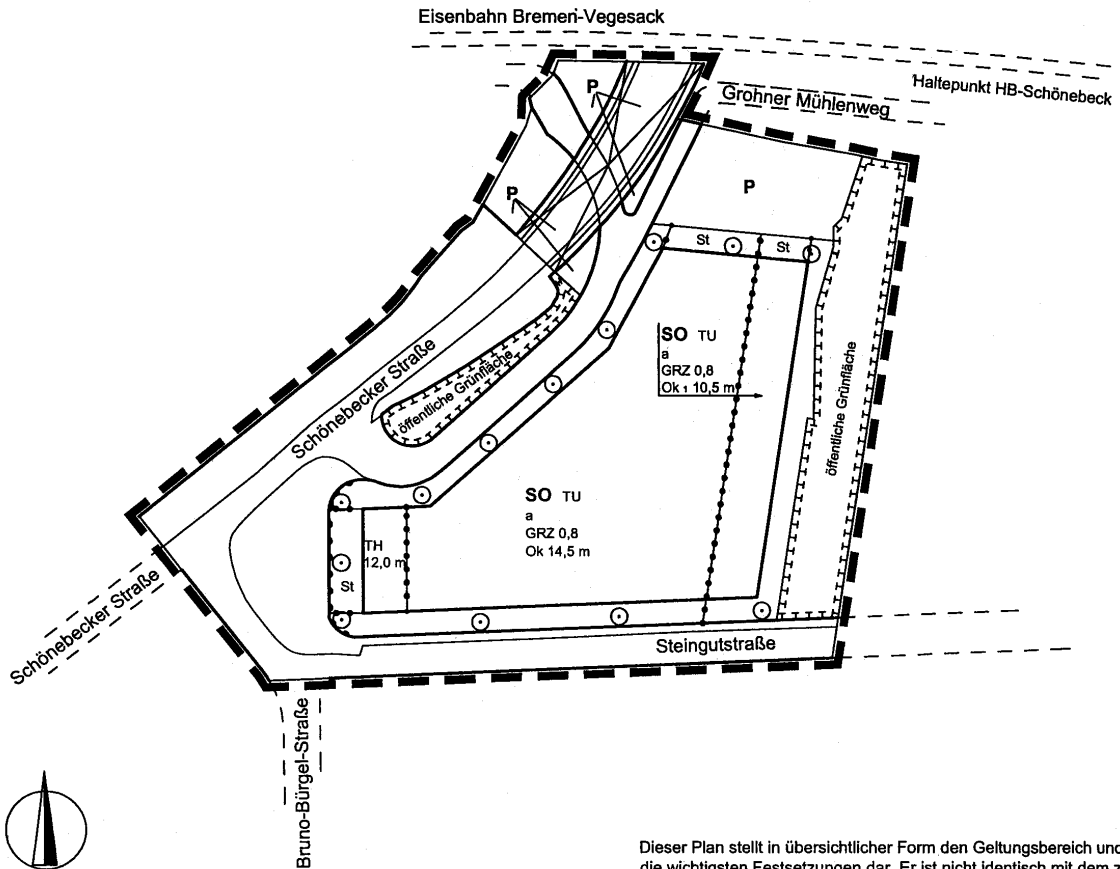 Eisenbahn Bremen-Vegesack
Haltepunkt HB-Schönebeck
Grohner Mühlenweg
P
P
P
St
St
SO TU
a
GRZ 0,8
Ok 1 10,5 m
Schönebecker Straße
öffentliche Grünfläche
öffentliche Grünfläche
SO TU
a
GRZ 0,8
Ok 14,5 m
TH
12,0 m
St
Schönebecker Straße
Steingutstraße
Bruno-Bürgel-Straße
Dieser Plan stellt in übersichtlicher Form den Geltungsbereich und
die wichtigsten Festsetzungen dar. Er ist nicht identisch mit dem z